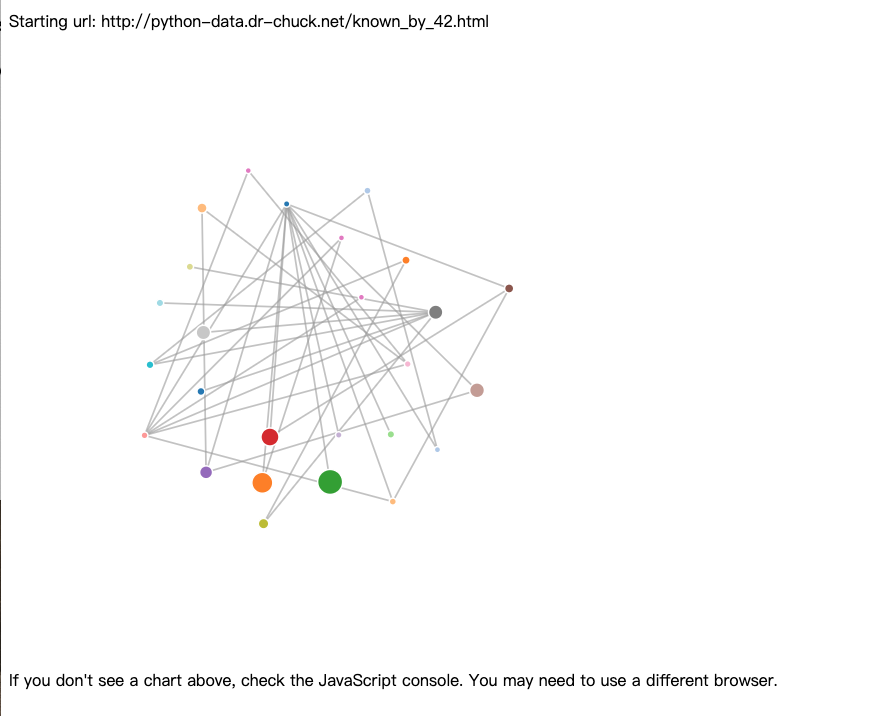 Starting url: http://python-data.dr-chuck.net/known_by_42.html
If you don't see a chart above, check the JavaScript console. You may need to use a different browser.